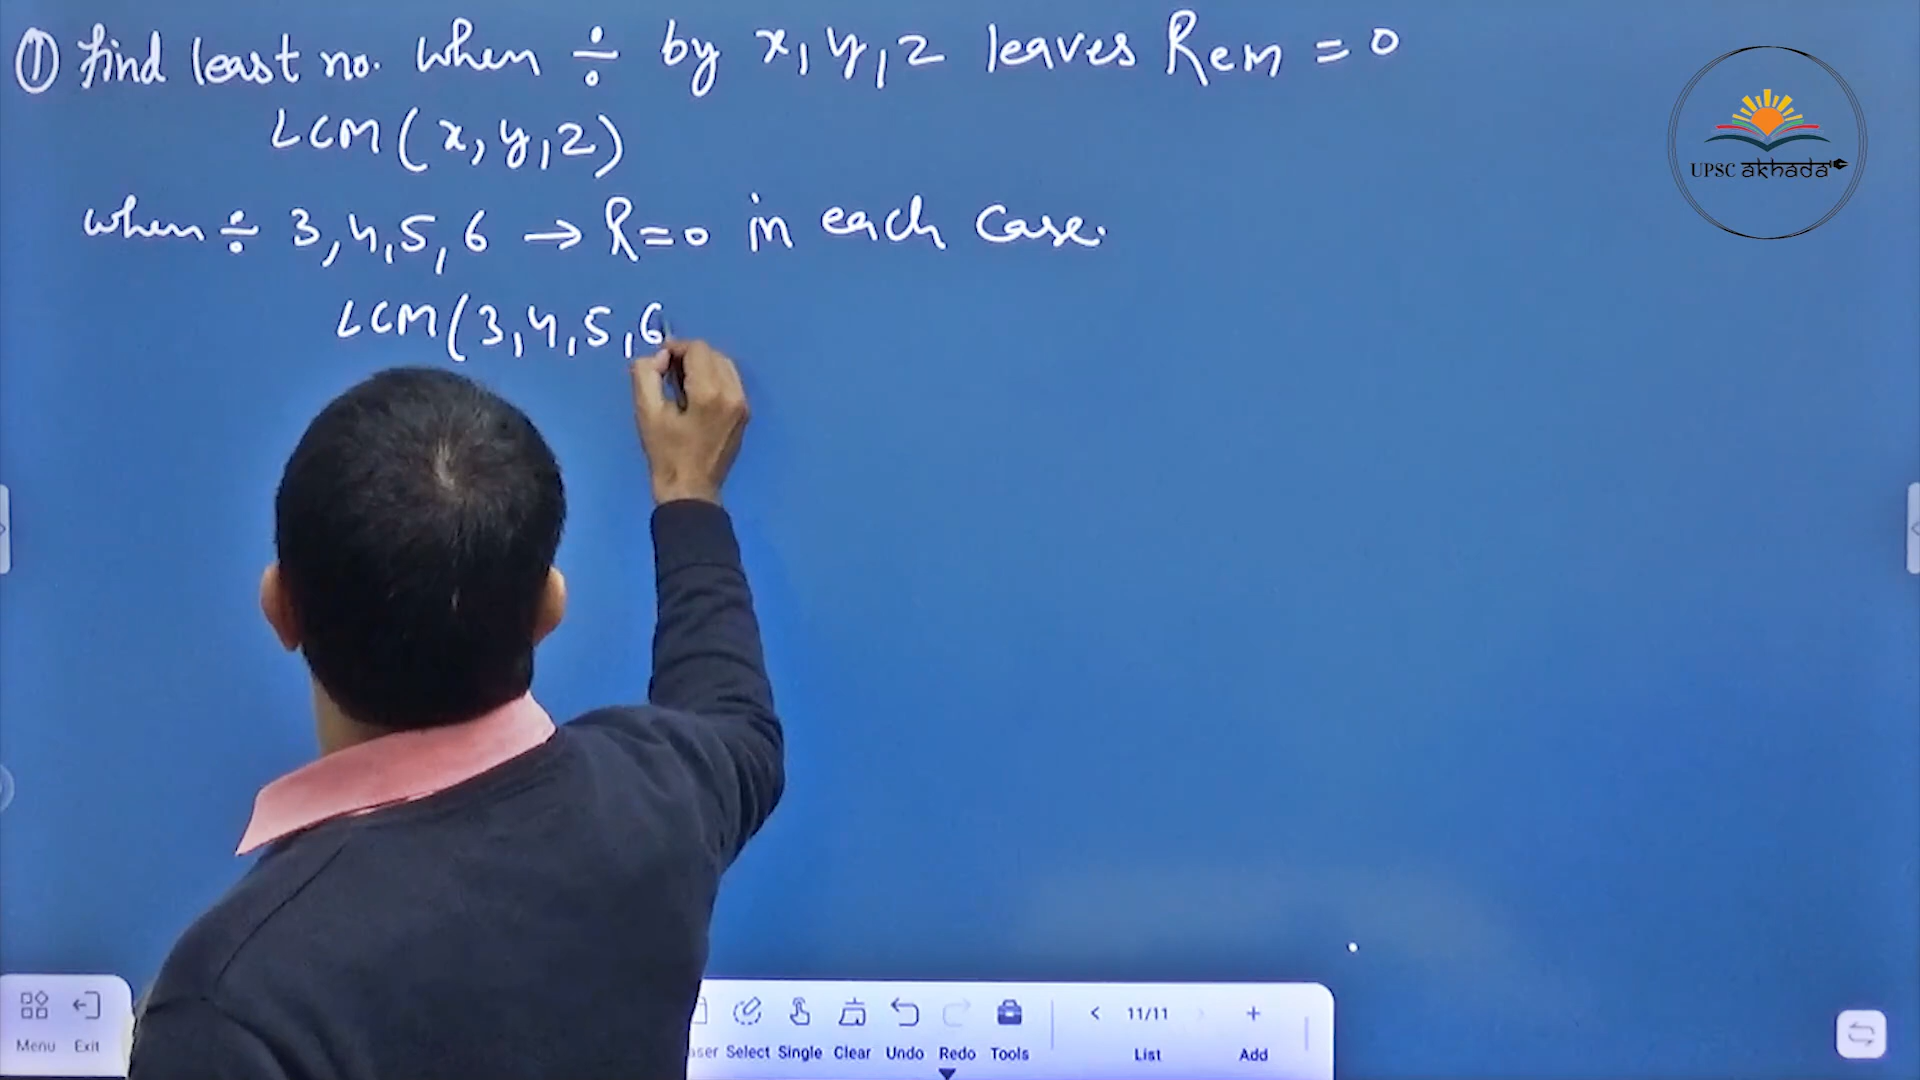 ① Find least no. when ÷ by x, y, z leaves Rem = 0
LCM (x, y, z)
when ÷ 3, 4, 5, 6 → R=0 in each case.
LCM (3, 4, 5, 6
UPSC akhada
Menu Exit
aser Select Single Clear Undo Redo Tools
< 11/11 > +
List Add